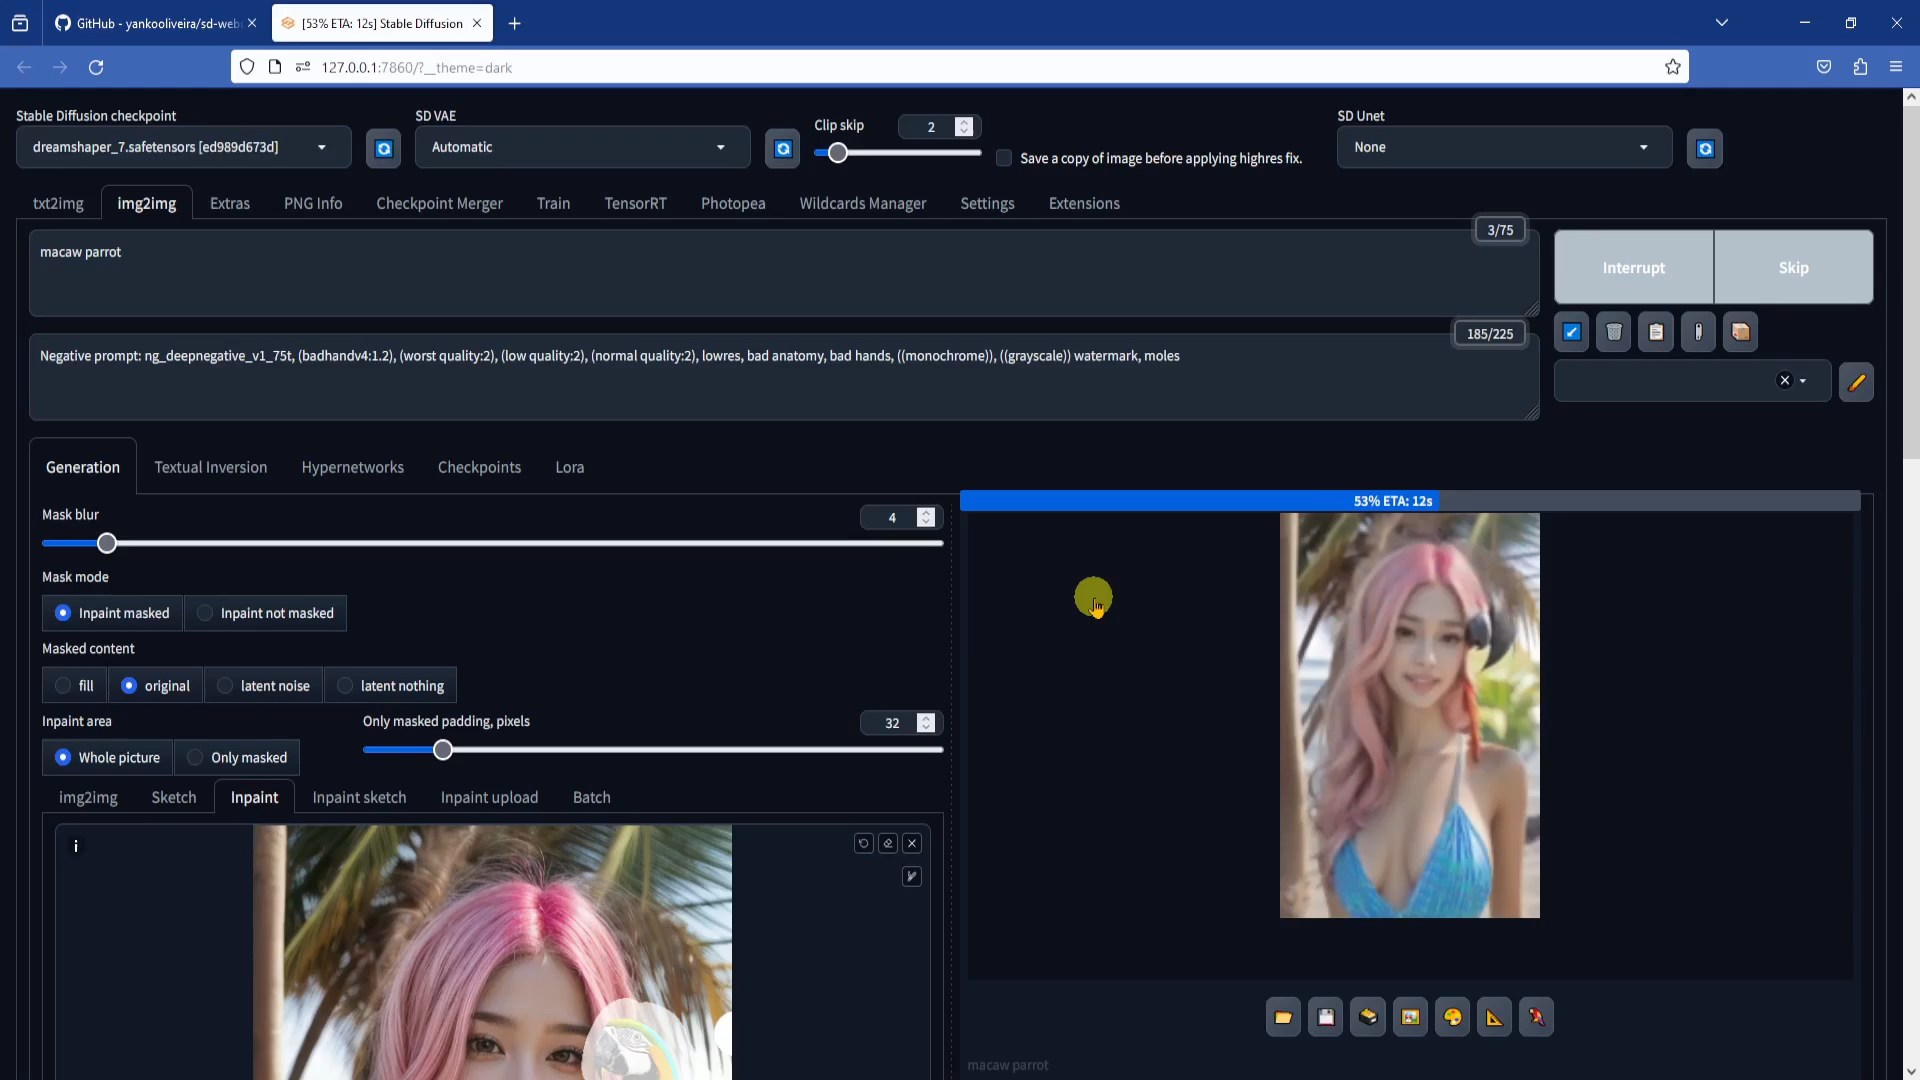 GitHub - yankooliveira/sd-web
[53% ETA: 12s] Stable Diffusion
127.0.0.1:7860/?__theme=dark
Stable Diffusion checkpoint
SD VAE
Clip skip
2
SD Unet
dreamshaper_7.safetensors [ed989d673d]
Automatic
Save a copy of image before applying highres fix.
None
txt2img
img2img
Extras
PNG Info
Checkpoint Merger
Train
TensorRT
Photopea
Wildcards Manager
Settings
Extensions
3/75
macaw parrot
Interrupt
Skip
185/225
Negative prompt: ng_deepnegative_v1_75t, (badhandv4:1.2), (worst quality:2), (low quality:2), (normal quality:2), lowres, bad anatomy, bad hands, ((monochrome)), ((grayscale)) watermark, moles
Generation
Textual Inversion
Hypernetworks
Checkpoints
Lora
53% ETA: 12s
Mask blur
4
Mask mode
Inpaint masked
Inpaint not masked
Masked content
fill
original
latent noise
latent nothing
Inpaint area
Only masked padding, pixels
32
Whole picture
Only masked
img2img
Sketch
Inpaint
Inpaint sketch
Inpaint upload
Batch
macaw parrot